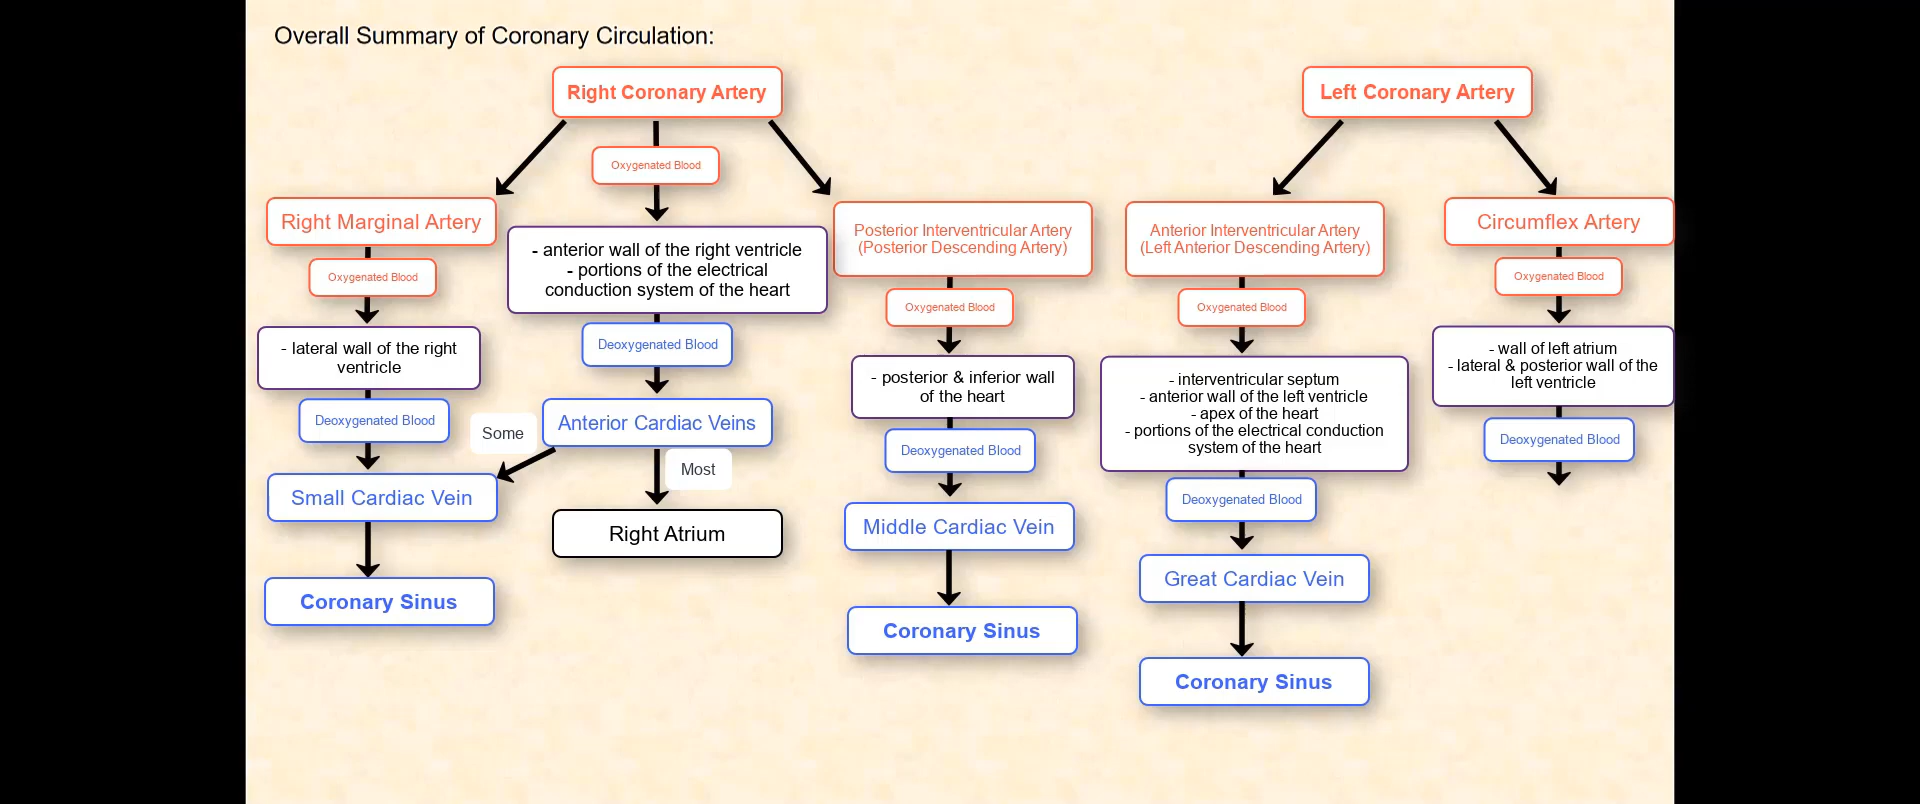 Overall Summary of Coronary Circulation:
Right Coronary Artery
Left Coronary Artery
Oxygenated Blood
Right Marginal Artery
Oxygenated Blood
- lateral wall of the right
ventricle
Deoxygenated Blood
Small Cardiac Vein
Coronary Sinus
- anterior wall of the right ventricle
- portions of the electrical
conduction system of the heart
Deoxygenated Blood
Anterior Cardiac Veins
Some
Most
Right Atrium
Posterior Interventricular Artery
(Posterior Descending Artery)
Oxygenated Blood
- posterior & inferior wall
of the heart
Deoxygenated Blood
Middle Cardiac Vein
Coronary Sinus
Anterior Interventricular Artery
(Left Anterior Descending Artery)
Oxygenated Blood
- interventricular septum
- anterior wall of the left ventricle
- apex of the heart
- portions of the electrical conduction
system of the heart
Deoxygenated Blood
Great Cardiac Vein
Coronary Sinus
Circumflex Artery
Oxygenated Blood
- wall of left atrium
- lateral & posterior wall of the
left ventricle
Deoxygenated Blood